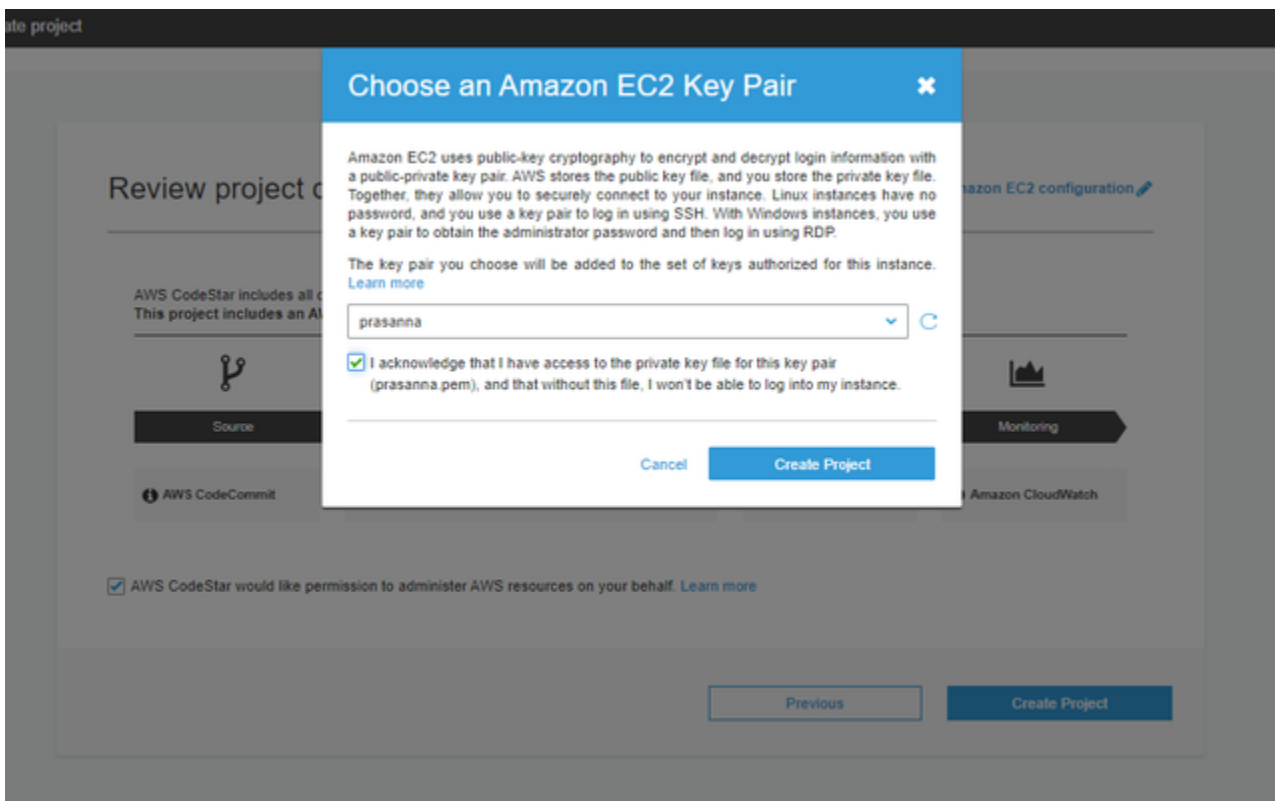 ate project
Choose an Amazon EC2 Key Pair
Amazon EC2 uses public-key cryptography to encrypt and decrypt login information with
a public-private key pair. AWS stores the public key file, and you store the private key file.
Together, they allow you to securely connect to your instance. Linux instances have no
password, and you use a key pair to log in using SSH. With Windows instances, you use
a key pair to obtain the administrator password and then log in using RDP.
The key pair you choose will be added to the set of keys authorized for this instance.
Learn more
prasanna
I acknowledge that I have access to the private key file for this key pair
(prasanna.pem), and that without this file, I won't be able to log into my instance.
Cancel
Create Project
Review project
azon EC2 configuration
AWS CodeStar includes all
This project includes an
Source
Monitoring
AWS CodeCommit
Amazon CloudWatch
AWS CodeStar would like permission to administer AWS resources on your behalf. Learn more
Previous
Create Project